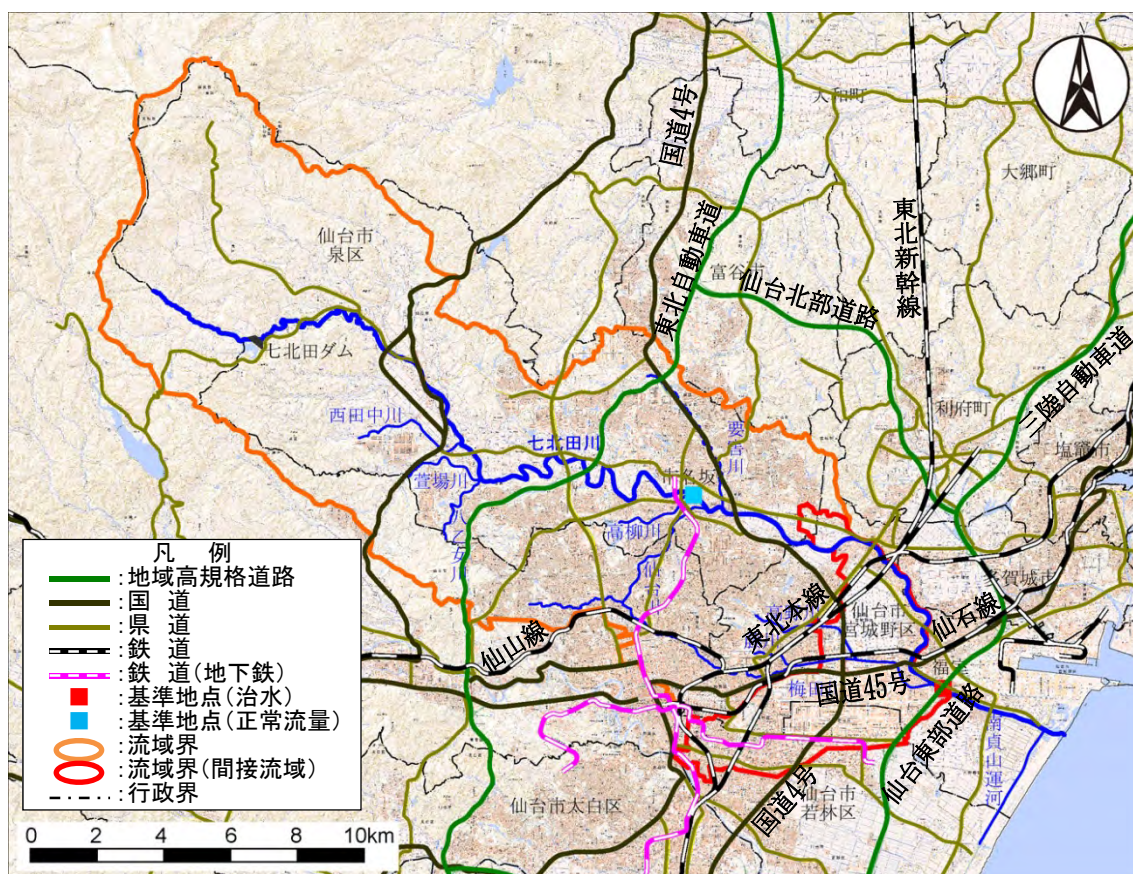 N
大和町
国道4号
大郷町
東北新幹線
仙台市
泉区
東北自動車道
富谷市
仙台北部道路
七北田ダム
三陸自動車道
利府町
西田中川
要害川
塩竈市
七北田川
萱場川
市名坂
高柳川
乙女川
仙台川
多賀城市
東北本線
仙台市
宮城野区
仙石線
仙山線
福室
国道45号
仙台東部道路
南貞山運河
国道4号
仙台市
若林区
仙台市太白区
凡 例
:地域高規格道路
:国 道
:県 道
:鉄 道
:鉄 道(地下鉄)
:基準地点(治水)
:基準地点(正常流量)
:流域界
:流域界(間接流域)
:行政界
0 2 4 6 8 10km